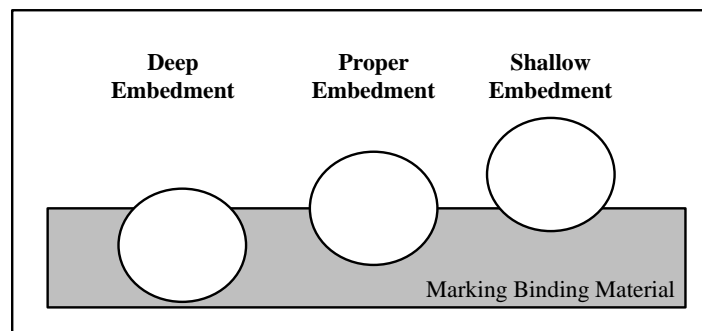 Deep
Embedment
Proper
Embedment
Shallow
Embedment
Marking Binding Material